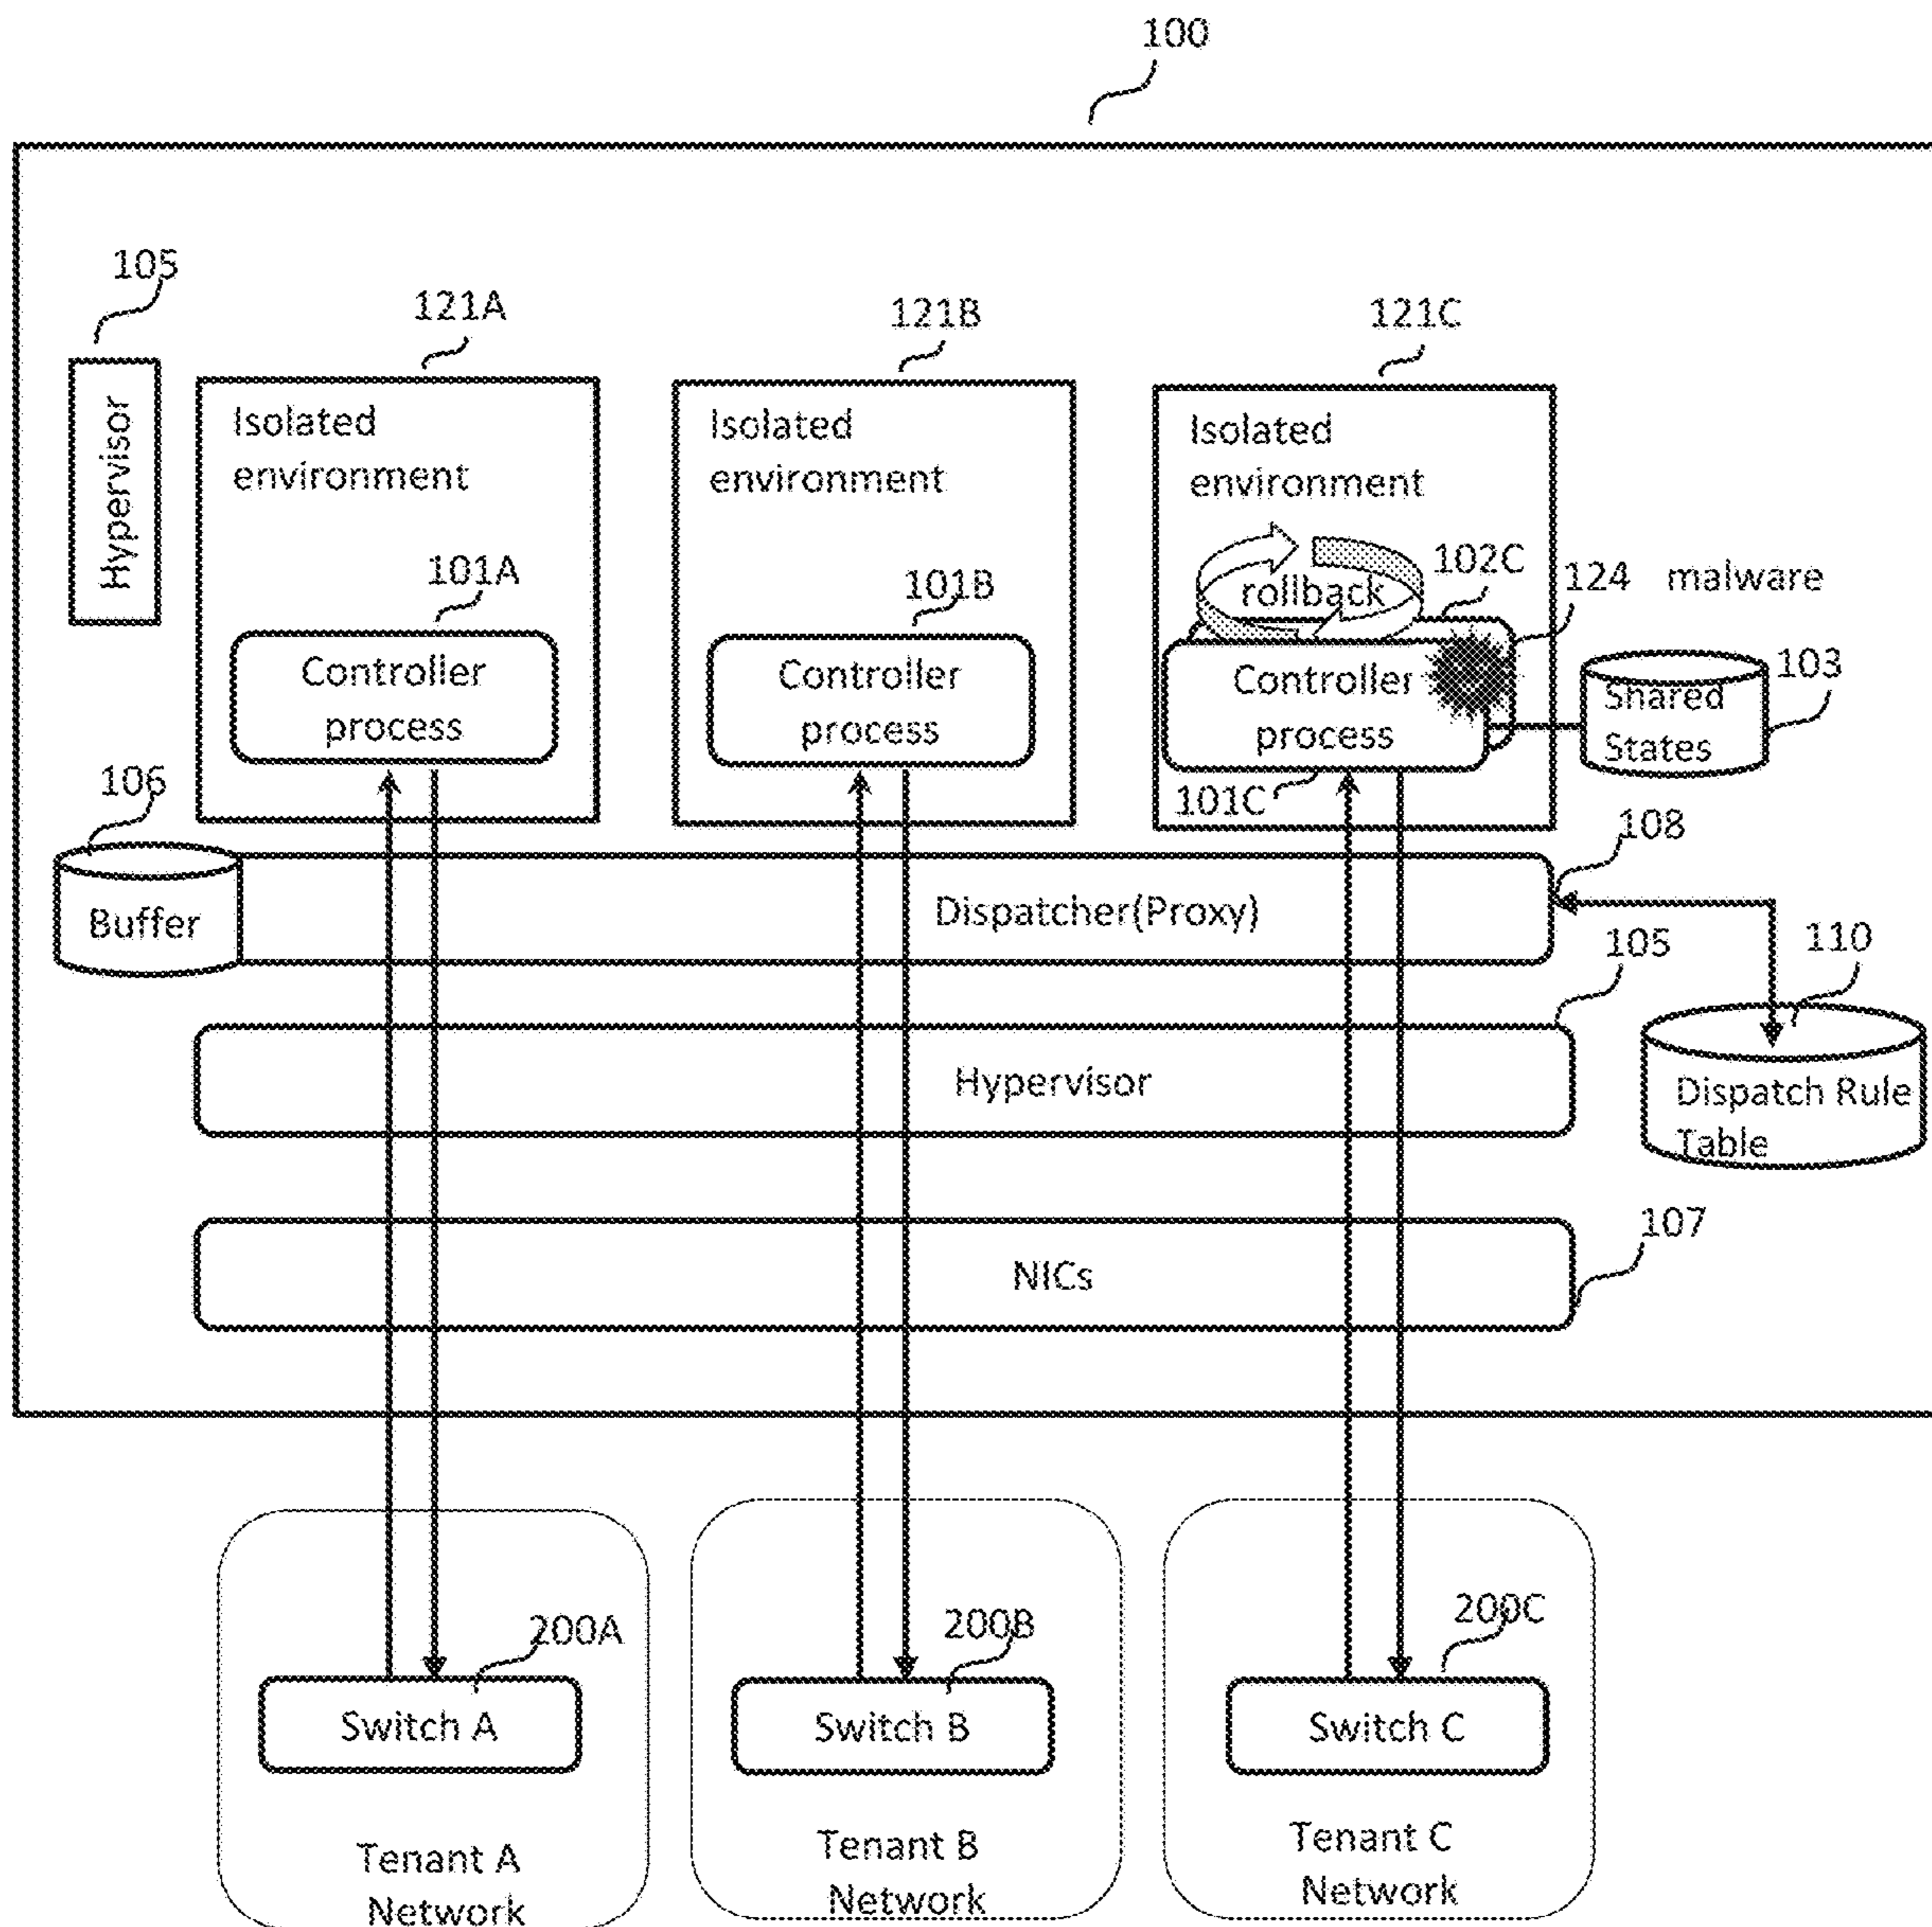 100
105
121A
121B
121C
Hypervisor
Isolated
environment
Isolated
environment
Isolated
environment
101A
101B
rollback
102C
124
malware
Controller
process
Controller
process
Controller
process
Shared
States
103
106
101C
108
Buffer
Dispatcher(Proxy)
105
110
Hypervisor
Dispatch Rule
Table
107
NICs
200A
200B
200C
Switch A
Switch B
Switch C
Tenant A
Network
Tenant B
Network
Tenant C
Network